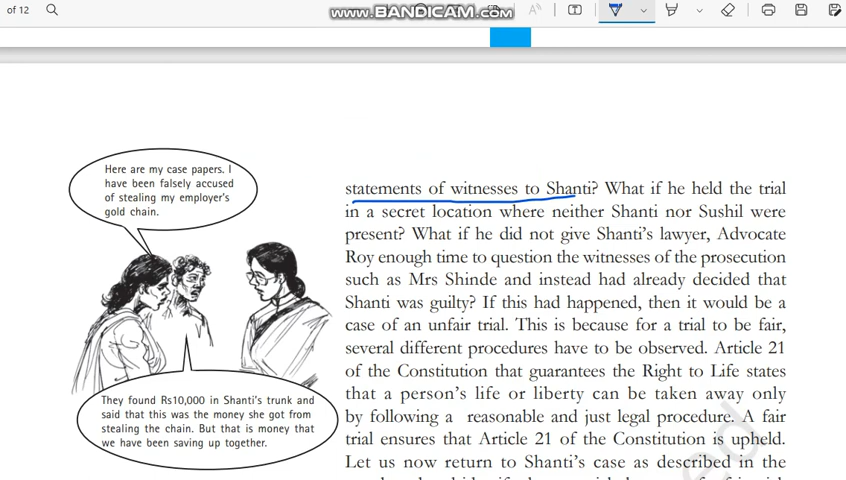 of 12
WWW.BANDICAM.COM
Here are my case papers. I
have been falsely accused
of stealing my employer's
gold chain.
They found Rs10,000 in Shanti's trunk and
said that this was the money she got from
stealing the chain. But that is money that
we have been saving up together.
statements of witnesses to Shanti? What if he held the trial
in a secret location where neither Shanti nor Sushil were
present? What if he did not give Shanti's lawyer, Advocate
Roy enough time to question the witnesses of the prosecution
such as Mrs Shinde and instead had already decided that
Shanti was guilty? If this had happened, then it would be a
case of an unfair trial. This is because for a trial to be fair,
several different procedures have to be observed. Article 21
of the Constitution that guarantees the Right to Life states
that a person's life or liberty can be taken away only
by following a reasonable and just legal procedure. A fair
trial ensures that Article 21 of the Constitution is upheld.
Let us now return to Shanti's case as described in the